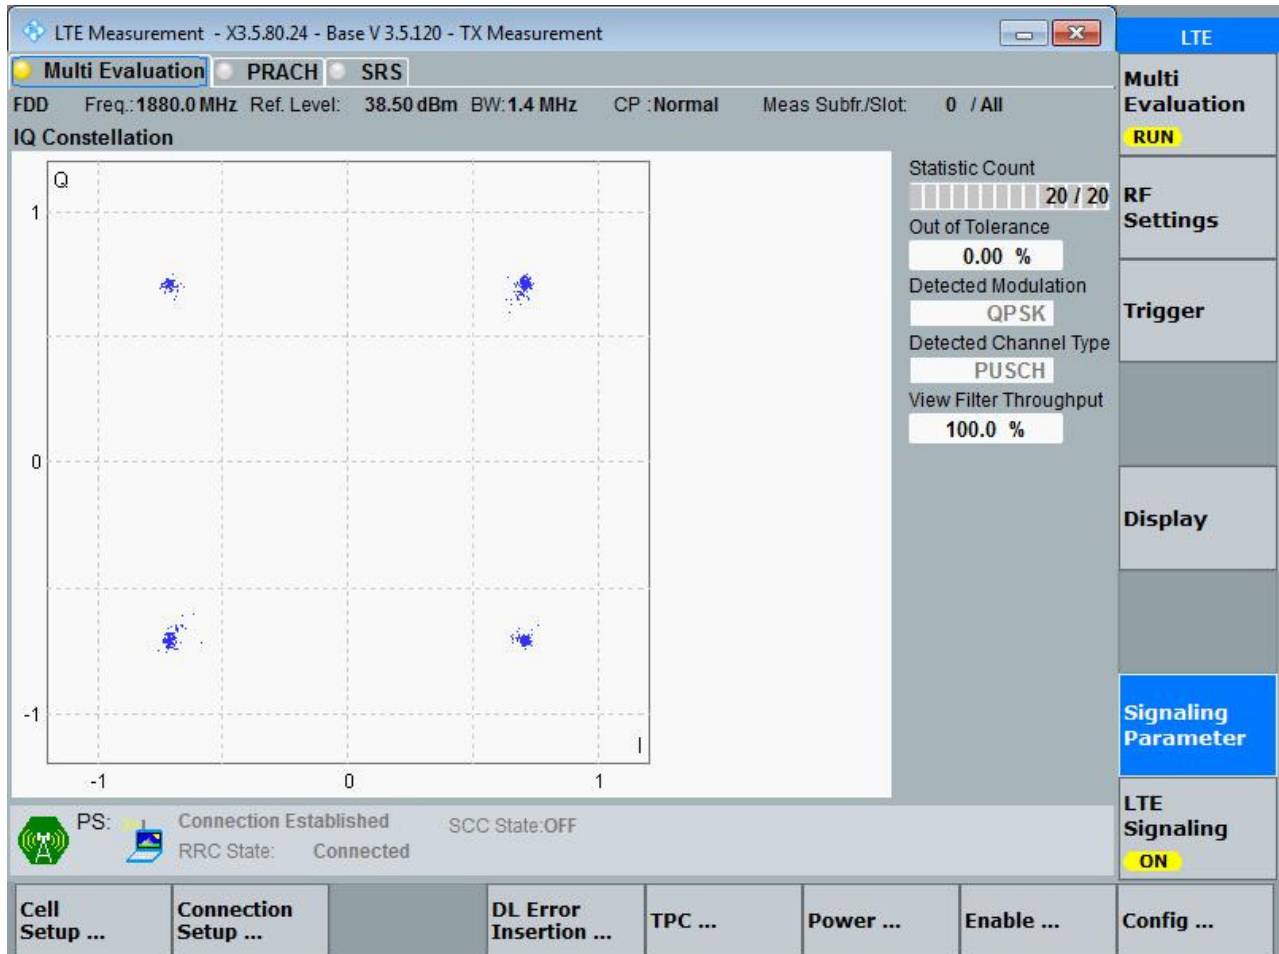 LTE Measurement - X3.5.80.24 - Base V 3.5.120 - TX Measurement
LTE
Multi Evaluation PRACH SRS
Multi
Evaluation
RUN
FDD Freq.: 1880.0 MHz Ref. Level: 38.50 dBm BW: 1.4 MHz CP : Normal Meas Subfr./Slot: 0 / All
IQ Constellation
Q
1
0
-1
I
-1 0 1
Statistic Count
20 / 20
Out of Tolerance
0.00 %
Detected Modulation
QPSK
Detected Channel Type
PUSCH
View Filter Throughput
100.0 %
RF
Settings
Trigger
Display
Signaling
Parameter
LTE
Signaling
ON
PS: Connection Established SCC State:OFF
RRC State: Connected
Cell
Setup ...
Connection
Setup ...
DL Error
Insertion ...
TPC ...
Power ...
Enable ...
Config ...